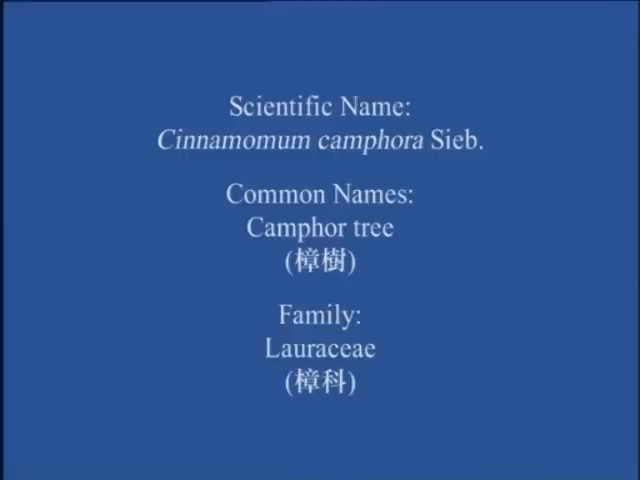 Scientific Name:
Cinnamomum camphora Sieb.
Common Names:
Camphor tree
(樟樹)
Family:
Lauraceae
(樟科)